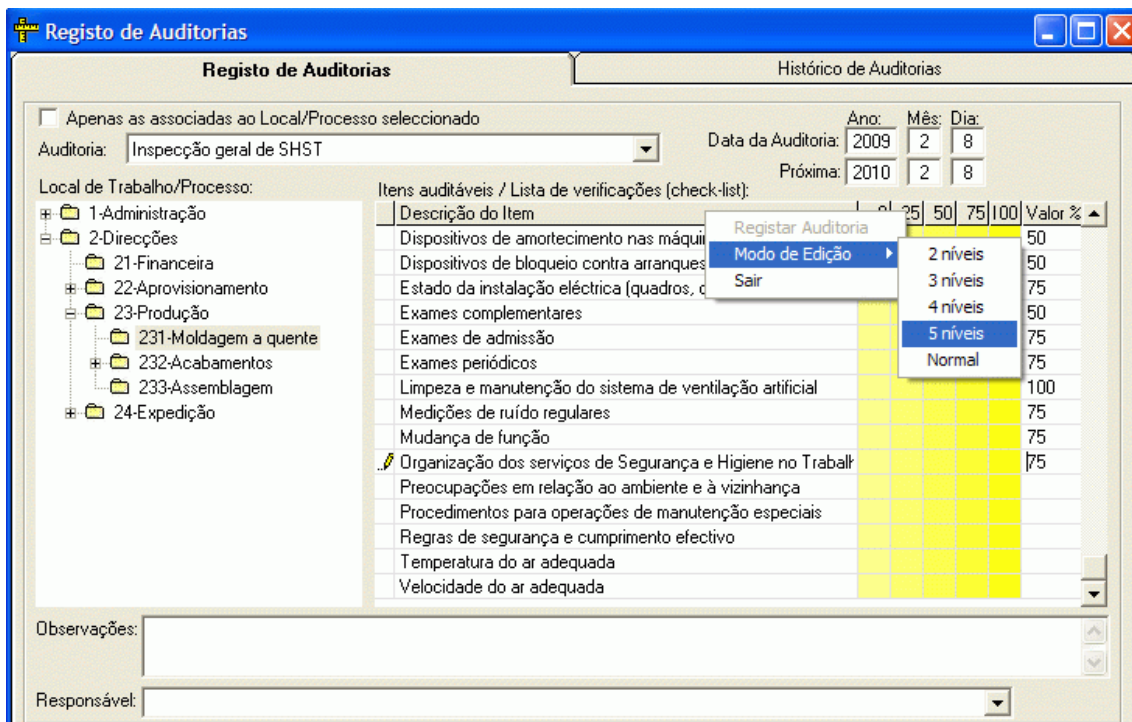 Registo de Auditorias
Registo de Auditorias
Histórico de Auditorias
Apenas as associadas ao Local/Processo seleccionado
Ano: Mês: Dia:
Auditoria: Inspecção geral de SHST
Data da Auditoria: 2009 2 8
Próxima: 2010 2 8
Local de Trabalho/Processo:
1-Administração
2-Direcções
21-Financeira
22-Aprovisionamento
23-Produção
231-Moldagem a quente
232-Acabamentos
233-Assemblagem
24-Expedição
Itens auditáveis / Lista de verificações (check-list):
Descrição do Item 25 50 75 100 Valor %
Dispositivos de amortecimento nas 50
Dispositivos de bloqueio contra arranques 50
Estado da instalação eléctrica (quadros, 75
Exames complementares 50
Exames de admissão 75
Exames periódicos 75
Limpeza e manutenção do sistema de ventilação artificial 100
Medições de ruído regulares 75
Mudança de função 75
Organização dos serviços de Segurança e Higiene no 75
Preocupações em relação ao ambiente e à vizinhança
Procedimentos para operações de manutenção especiais
Regras de segurança e cumprimento efectivo
Temperatura do ar adequada
Velocidade do ar adequada
Registar Auditoria
Modo de Edição
Sair
2 níveis
3 níveis
4 níveis
5 níveis
Normal
Observações:
Responsável: